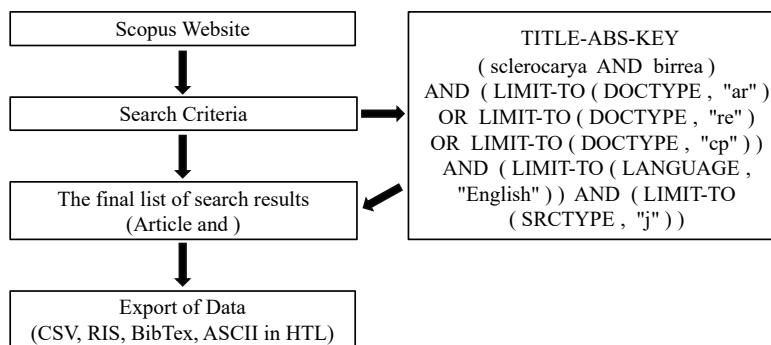 Scopus Website
Search Criteria
The final list of search results
(Article and )
Export of Data
(CSV, RIS, BibTex, ASCII in HTL)
TITLE-ABS-KEY
( sclerocarya AND birrea )
AND ( LIMIT-TO ( DOCTYPE , "ar" )
OR LIMIT-TO ( DOCTYPE , "re" )
OR LIMIT-TO ( DOCTYPE , "cp" ) )
AND ( LIMIT-TO ( LANGUAGE ,
"English" ) ) AND ( LIMIT-TO
( SRCTYPE , "j" ) )